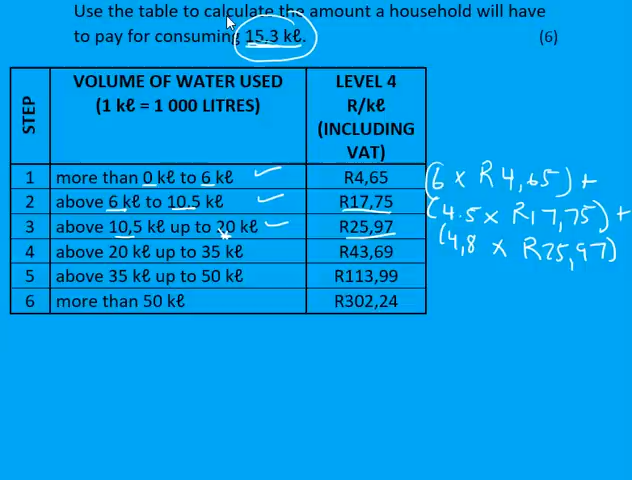 Use the table to calculate the amount a household will have
to pay for consuming 15,3 kℓ. (6)
STEP
VOLUME OF WATER USED
(1 kℓ = 1 000 LITRES)
LEVEL 4
R/kℓ
(INCLUDING
VAT)
1 more than 0 kℓ to 6 kℓ R4,65
2 above 6 kℓ to 10.5 kℓ R17,75
3 above 10,5 kℓ up to 20 kℓ R25,97
4 above 20 kℓ up to 35 kℓ R43,69
5 above 35 kℓ up to 50 kℓ R113,99
6 more than 50 kℓ R302,24
(6 x R4,65) +
(4.5 x R17,75) +
(4,8 x R25,97)